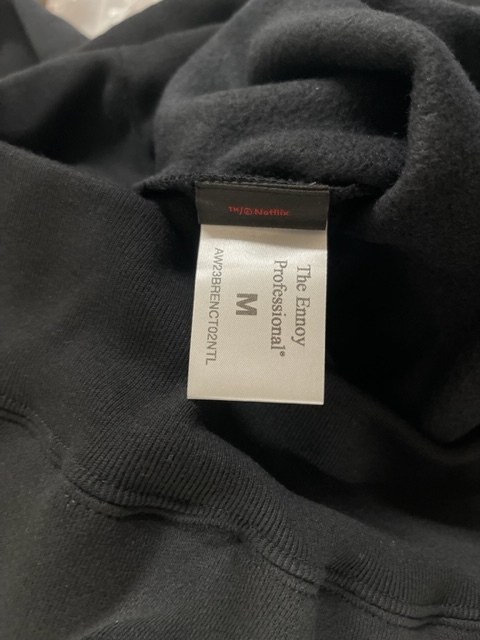 TM/©Netflix
The Ennoy
Professional®
M
AW23BRENCT02NTL